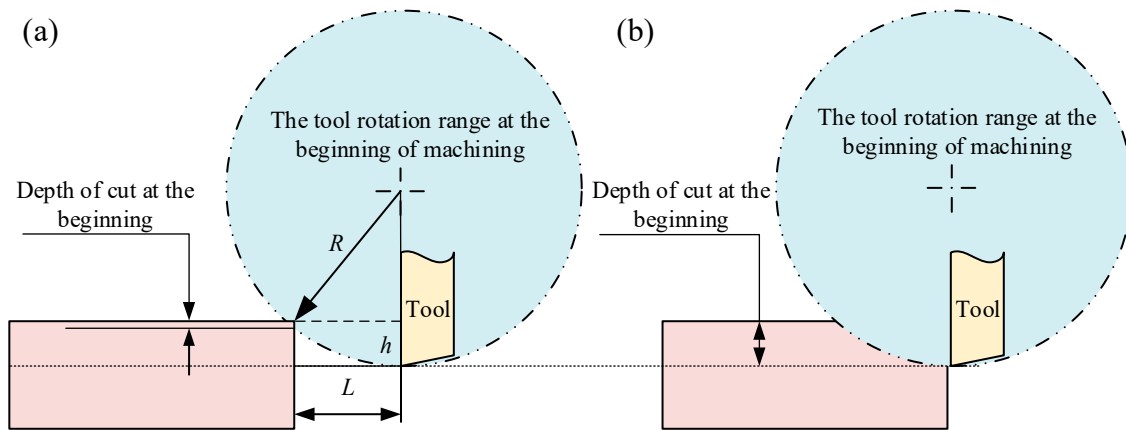 (a)
The tool rotation range at the
beginning of machining
Depth of cut at the
beginning
R
Tool
h
L
(b)
The tool rotation range at the
beginning of machining
Depth of cut at the
beginning
Tool